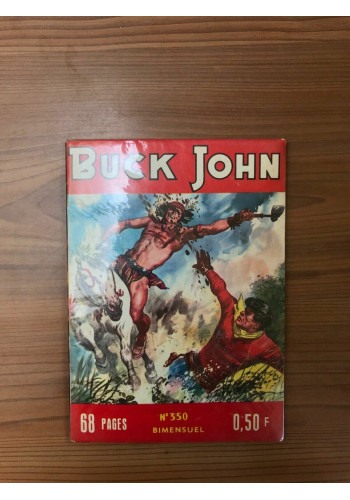 BUCK JOHN
68 PAGES
N° 350
BIMENSUEL
0,50 F